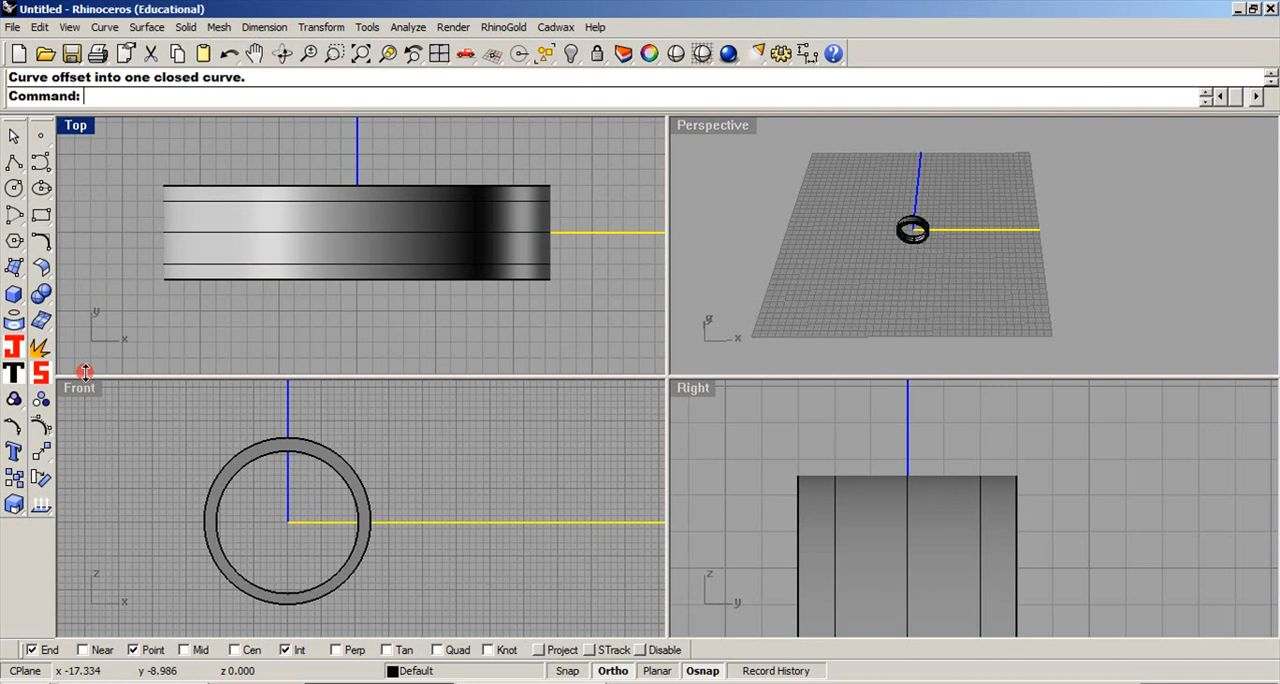 Untitled - Rhinoceros (Educational)
File Edit View Curve Surface Solid Mesh Dimension Transform Tools Analyze Render RhinoGold Cadwax Help
Curve offset into one closed curve.
Command:
Top
Perspective
y
x
y
x
J
T S
Front
Right
T
z
x
z
y
End Near Point Mid Cen Int Perp Tan Quad Knot Project STrack Disable
CPlane x -17.334 y -8.986 z 0.000 Default Snap Ortho Planar Osnap Record History